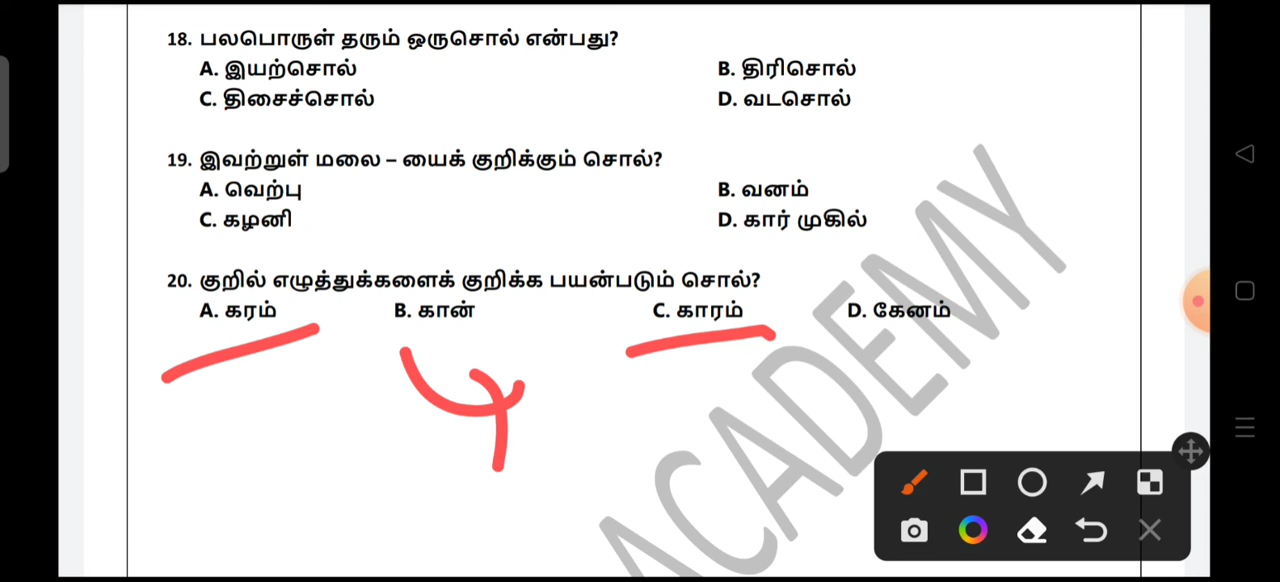 18. பலபொருள் தரும் ஒருசொல் என்பது?
A. இயற்சொல் B. திரிசொல்
C. திசைச்சொல் D. வடசொல்
19. இவற்றுள் மலை – யைக் குறிக்கும் சொல்?
A. வெற்பு B. வனம்
C. கழனி D. கார் முகில்
20. குறில் எழுத்துக்களைக் குறிக்க பயன்படும் சொல்?
A. கரம் B. கான் C. காரம் D. கேனம்
ACADEMY